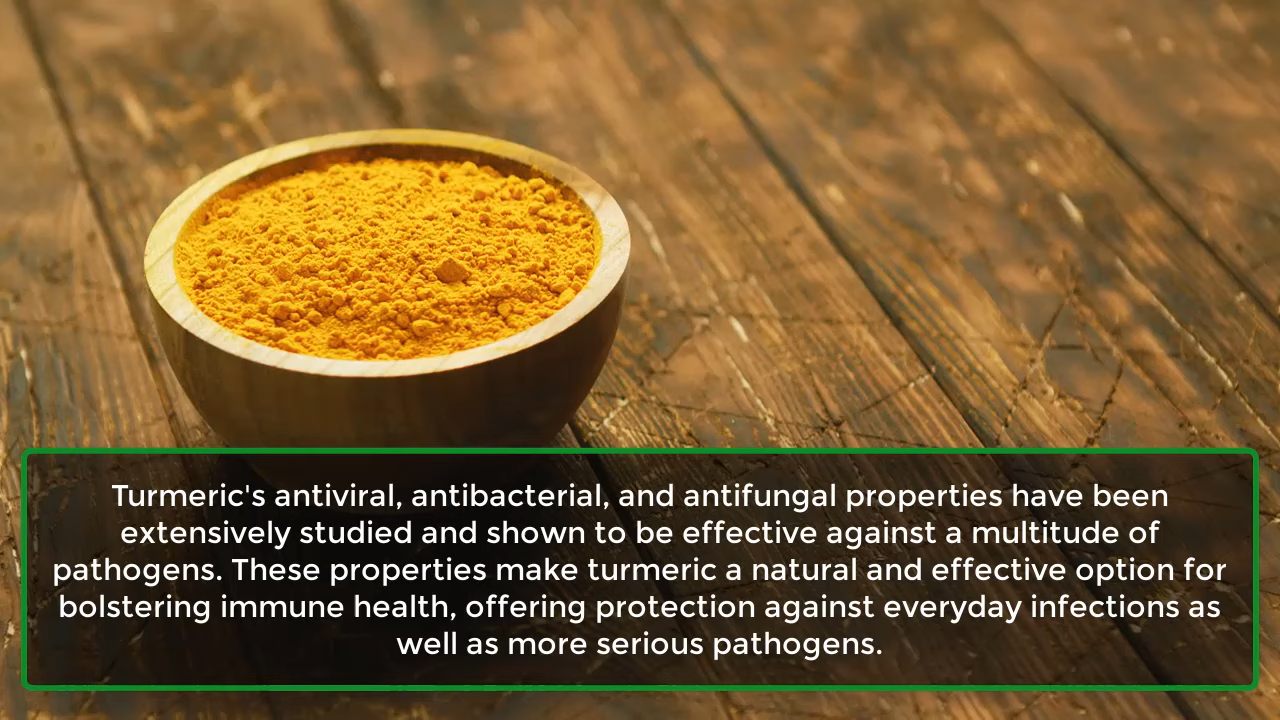 Turmeric's antiviral, antibacterial, and antifungal properties have been
extensively studied and shown to be effective against a multitude of
pathogens. These properties make turmeric a natural and effective option for
bolstering immune health, offering protection against everyday infections as
well as more serious pathogens.